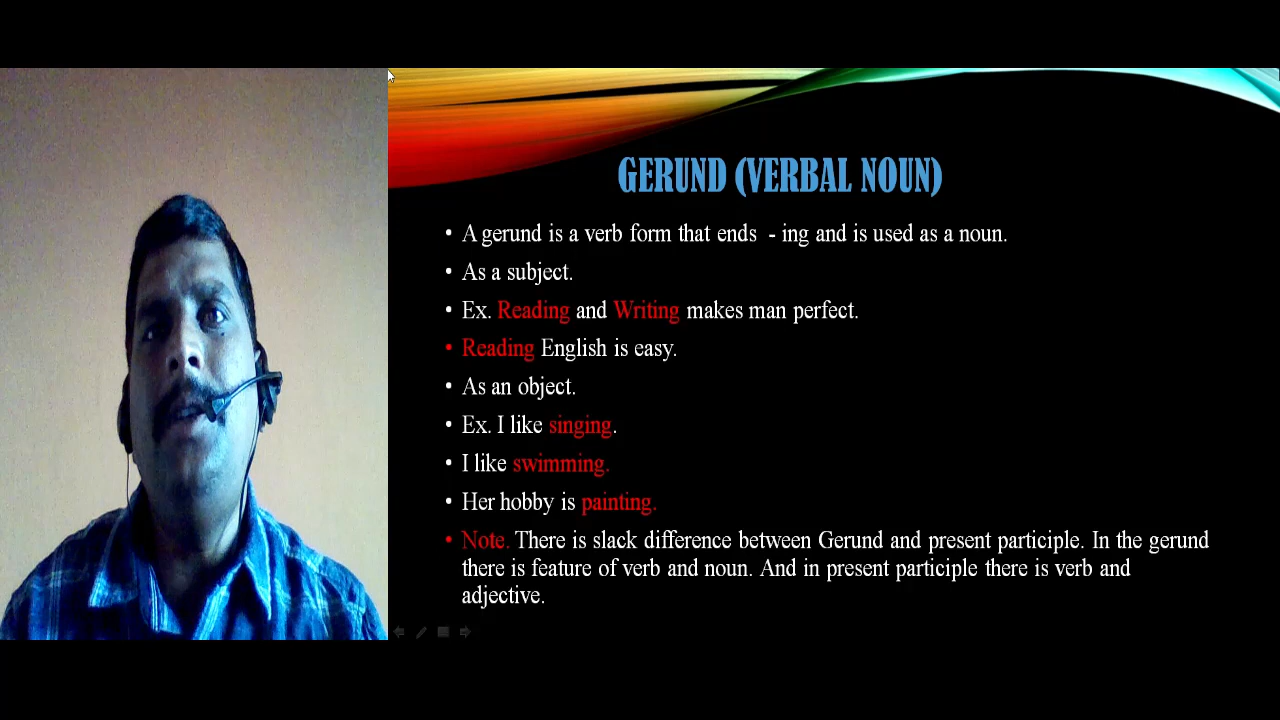 GERUND (VERBAL NOUN)
• A gerund is a verb form that ends - ing and is used as a noun.
• As a subject.
• Ex. Reading and Writing makes man perfect.
• Reading English is easy.
• As an object.
• Ex. I like singing.
• I like swimming.
• Her hobby is painting.
• Note. There is slack difference between Gerund and present participle. In the gerund
there is feature of verb and noun. And in present participle there is verb and
adjective.